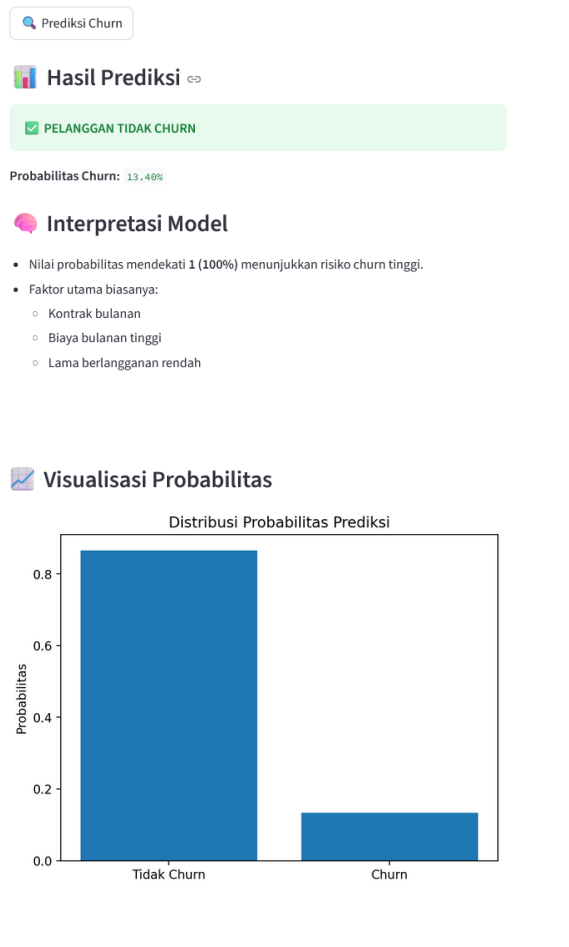 Prediksi Churn
Hasil Prediksi
PELANGGAN TIDAK CHURN
Probabilitas Churn: 13.40%
Interpretasi Model
Nilai probabilitas mendekati 1 (100%) menunjukkan risiko churn tinggi.
Faktor utama biasanya:
Kontrak bulanan
Biaya bulanan tinggi
Lama berlangganan rendah
Visualisasi Probabilitas
Distribusi Probabilitas Prediksi
0.8
0.6
0.4
0.2
0.0
Probabilitas
Tidak Churn
Churn